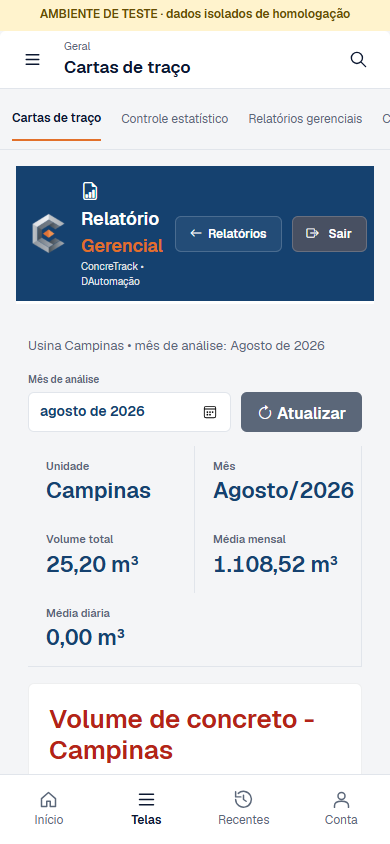 AMBIENTE DE TESTE · dados isolados de homologação
Geral
Cartas de traço
Cartas de traço
Controle estatístico
Relatórios gerenciais
C
Relatório
Gerencial
ConcreTrack •
DAutomação
Relatórios
Sair
Usina Campinas • mês de análise: Agosto de 2026
Mês de análise
agosto de 2026
Atualizar
Unidade
Campinas
Mês
Agosto/2026
Volume total
25,20 m³
Média mensal
1.108,52 m³
Média diária
0,00 m³
Volume de concreto -
Campinas
Início
Telas
Recentes
Conta